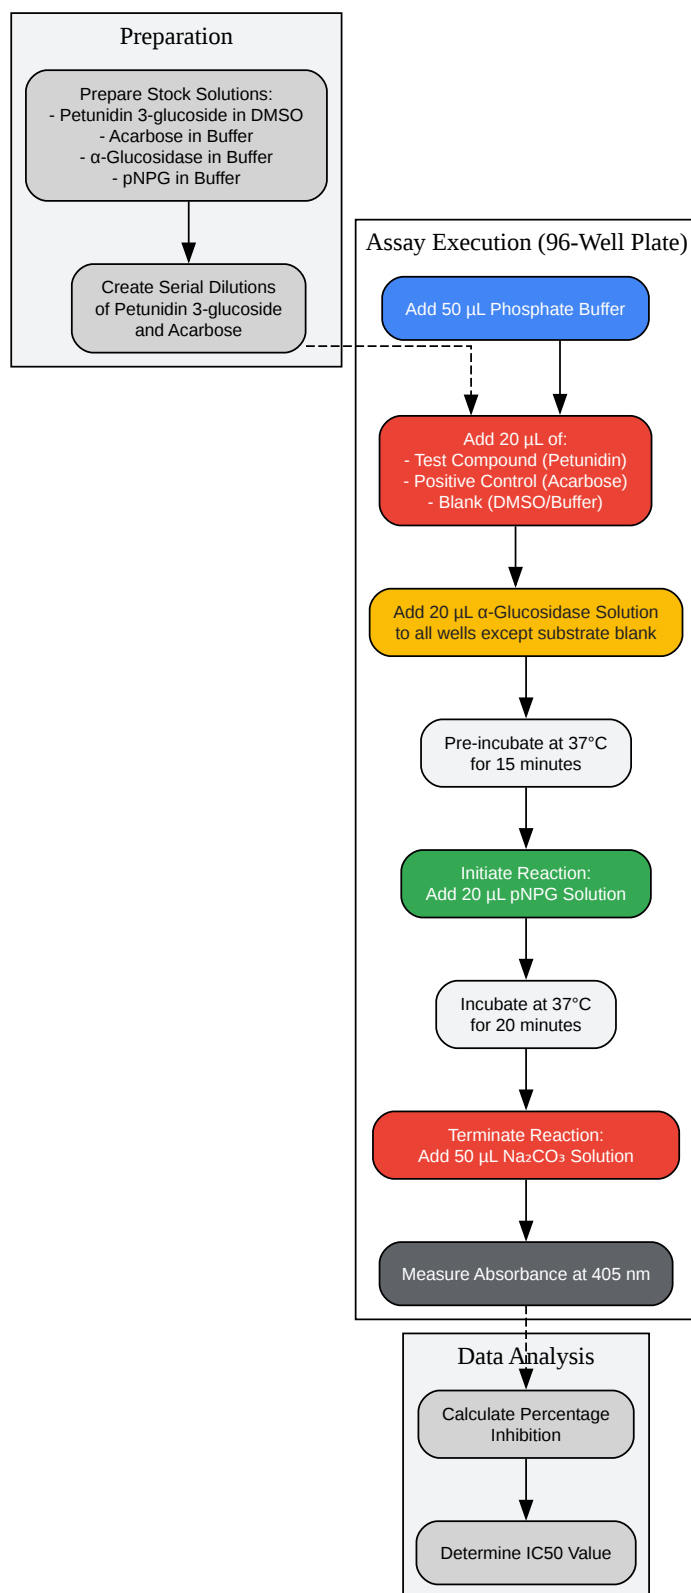 Preparation
Prepare Stock Solutions:
- Petunidin 3-glucoside in DMSO
- Acarbose in Buffer
- α-Glucosidase in Buffer
- pNPG in Buffer
Create Serial Dilutions
of Petunidin 3-glucoside
and Acarbose
Assay Execution (96-Well Plate)
Add 50 µL Phosphate Buffer
Add 20 µL of:
- Test Compound (Petunidin)
- Positive Control (Acarbose)
- Blank (DMSO/Buffer)
Add 20 µL α-Glucosidase Solution
to all wells except substrate blank
Pre-incubate at 37°C
for 15 minutes
Initiate Reaction:
Add 20 µL pNPG Solution
Incubate at 37°C
for 20 minutes
Terminate Reaction:
Add 50 µL Na₂CO₃ Solution
Measure Absorbance at 405 nm
Data Analysis
Calculate Percentage
Inhibition
Determine IC50 Value